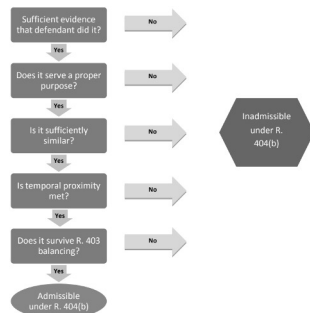 Sufficient evidence
that defendant did it?
No
Yes
Does it serve a proper
purpose?
No
Yes
Is it sufficiently
similar?
No
Inadmissible
under R.
404(b)
Yes
Is temporal proximity
met?
No
Yes
Does it survive R. 403
balancing?
No
Yes
Admissible
under R. 404(b)